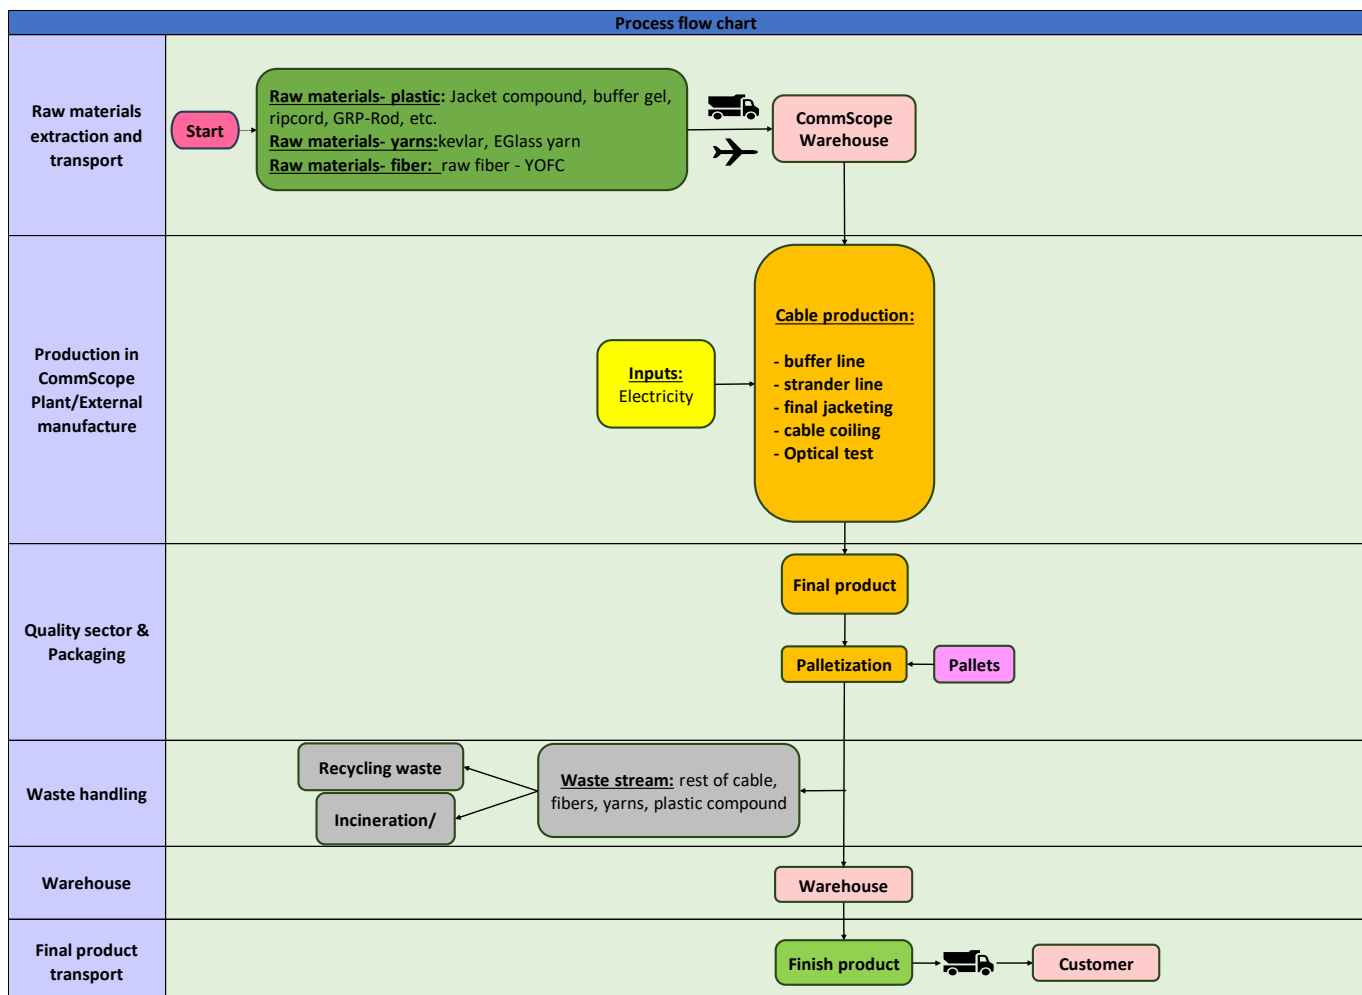 Process flow chart
Raw materials
extraction and
transport
Start
Raw materials- plastic: Jacket compound, buffer gel,
ripcord, GRP-Rod, etc.
Raw materials- yarns:kevlar, EGlass yarn
Raw materials- fiber:  raw fiber - YOFC
CommScope
Warehouse
Production in
CommScope
Plant/External
manufacture
Inputs:
Electricity
Cable production:
- buffer line
- strander line
- final jacketing
- cable coiling
- Optical test
Quality sector &
Packaging
Final product
Palletization
Pallets
Waste handling
Recycling waste
Incineration/
Waste stream: rest of cable,
fibers, yarns, plastic compound
Warehouse
Warehouse
Final product
transport
Finish product
Customer